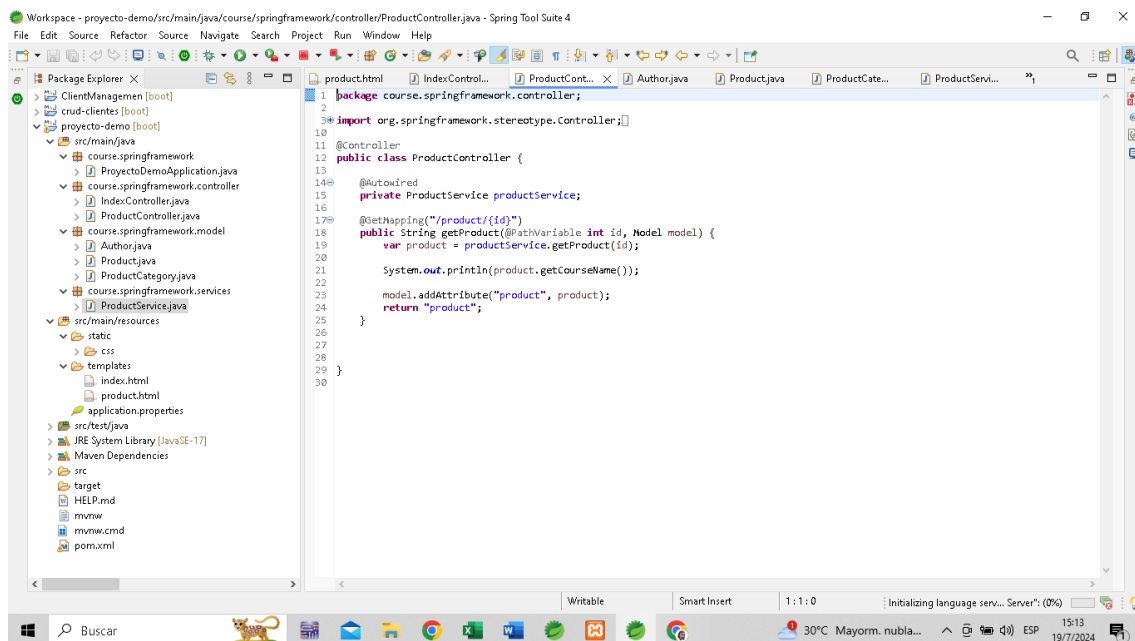 Workspace - proyecto-demo/src/main/java/course/springframework/controller/ProductController.java - Spring Tool Suite 4
File Edit Source Refactor Source Navigate Search Project Run Window Help
Package Explorer
product.html IndexControl... ProductCont... Author.java Product.java ProductCate... ProductServi... »1
ClientManagemen [boot]
crud-clientes [boot]
proyecto-demo [boot]
src/main/java
course.springframework
ProyectoDemoApplication.java
course.springframework.controller
IndexController.java
ProductController.java
course.springframework.model
Author.java
Product.java
ProductCategory.java
course.springframework.services
ProductService.java
src/main/resources
static
css
templates
index.html
product.html
application.properties
src/test/java
JRE System Library [JavaSE-17]
Maven Dependencies
src
target
HELP.md
mvnw
mvnw.cmd
pom.xml
1 package course.springframework.controller;
2
3 import org.springframework.stereotype.Controller;
10
11 @Controller
12 public class ProductController {
13
14 @Autowired
15 private ProductService productService;
16
17 @GetMapping("/product/{id}")
18 public String getProduct(@PathVariable int id, Model model) {
19 var product = productService.getProduct(id);
20
21 System.out.println(product.getCourseName());
22
23 model.addAttribute("product", product);
24 return "product";
25 }
26
27
28
29 }
30
Writable Smart Insert 1:1:0 Initializing language serv... Server": (0%)
Buscar 30°C Mayorm. nubla... ESP 15:13
19/7/2024